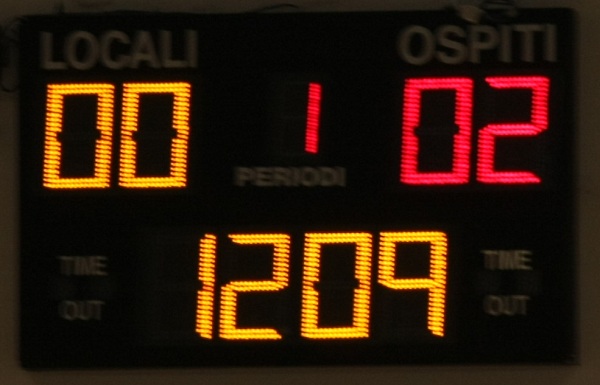 LOCALI OSPITI
00 1 02
PERIODI
1209
TIME TIME
OUT OUT